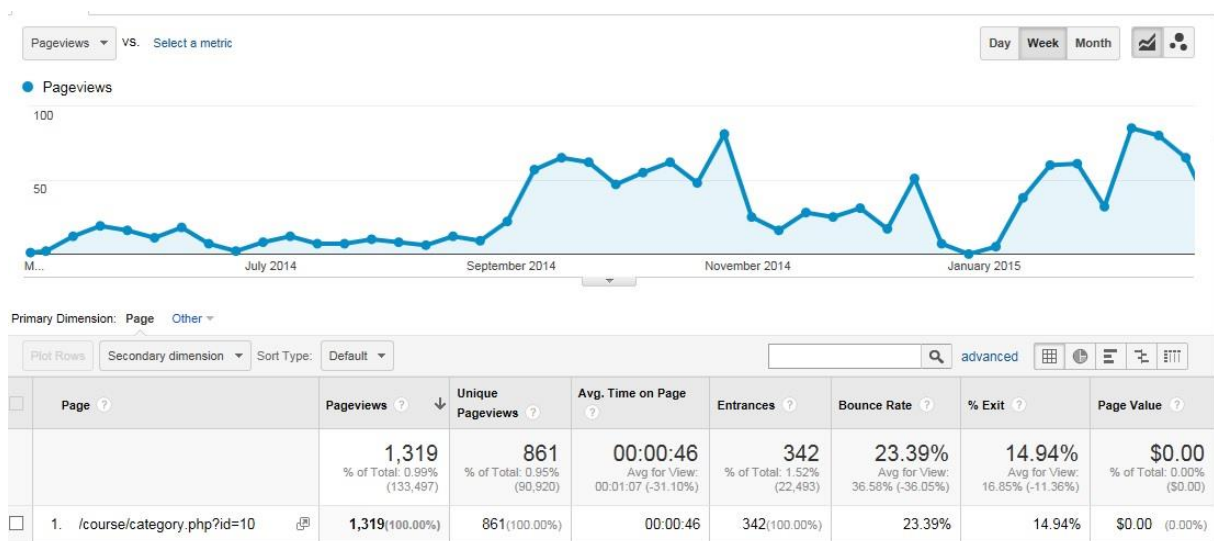 Pageviews VS. Select a metric Day Week Month
Pageviews
100
50
M... July 2014 September 2014 November 2014 January 2015
Primary Dimension: Page Other
Plot Rows Secondary dimension Sort Type: Default advanced
Page ? Pageviews ? Unique Pageviews ? Avg. Time on Page ? Entrances ? Bounce Rate ? % Exit ? Page Value ?
1,319 861 00:00:46 342 23.39% 14.94% $0.00
% of Total: 0.99% % of Total: 0.95% Avg for View: % of Total: 1.52% Avg for View: Avg for View: % of Total: 0.00%
(133,497) (90,920) 00:01:07 (-31.10%) (22,493) 36.58% (-36.05%) 16.85% (-11.36%) ($0.00)
1. /course/category.php?id=10 1,319(100.00%) 861(100.00%) 00:00:46 342(100.00%) 23.39% 14.94% $0.00 (0.00%)